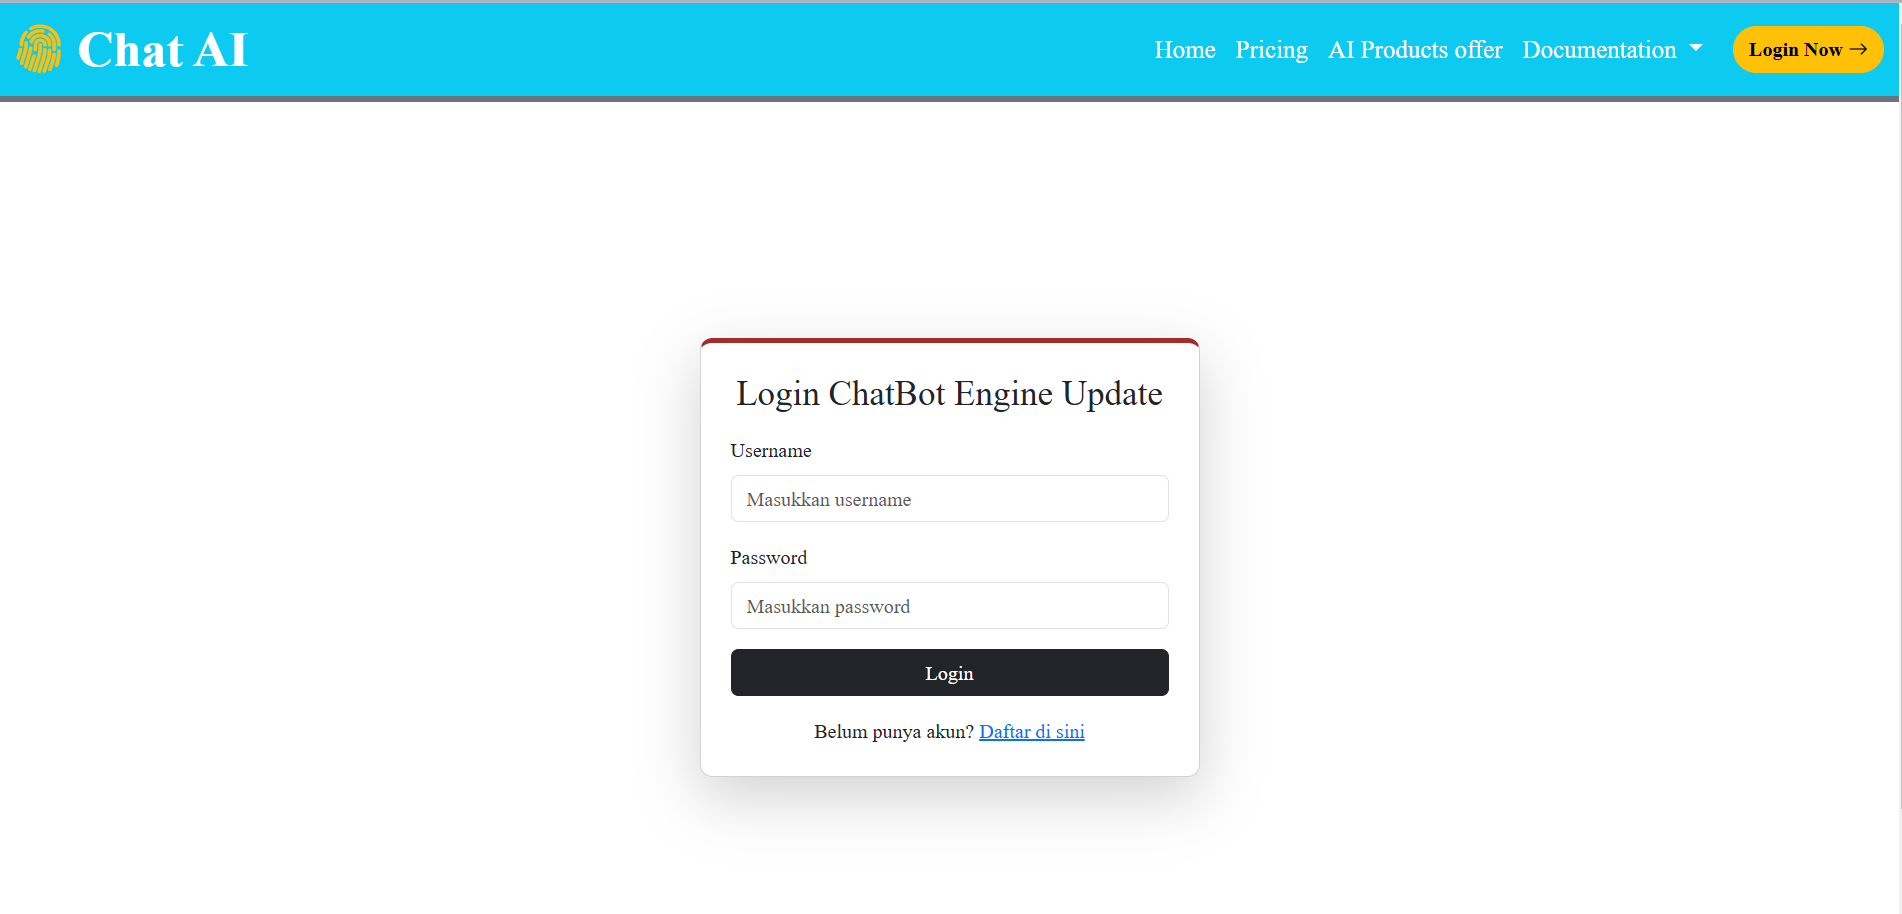 Chat AI
Home Pricing AI Products offer Documentation
Login Now →
Login ChatBot Engine Update
Username
Masukkan username
Password
Masukkan password
Login
Belum punya akun? Daftar di sini